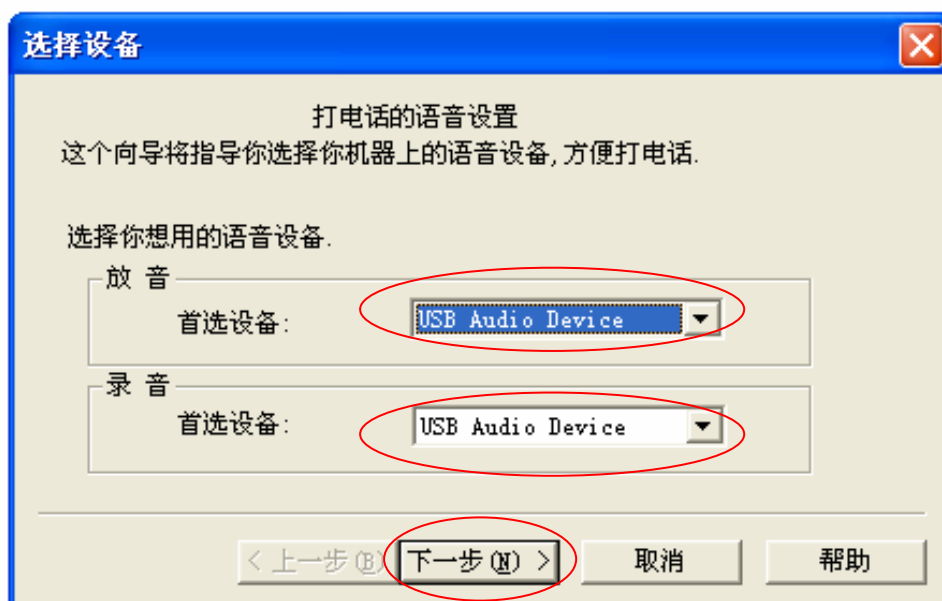 选择设备
打电话的语音设置
这个向导将指导你选择你机器上的语音设备,方便打电话.
选择你想用的语音设备.
放 音
首选设备: USB Audio Device
录 音
首选设备: USB Audio Device
< 上一步(B) 下一步(N) > 取消 帮助